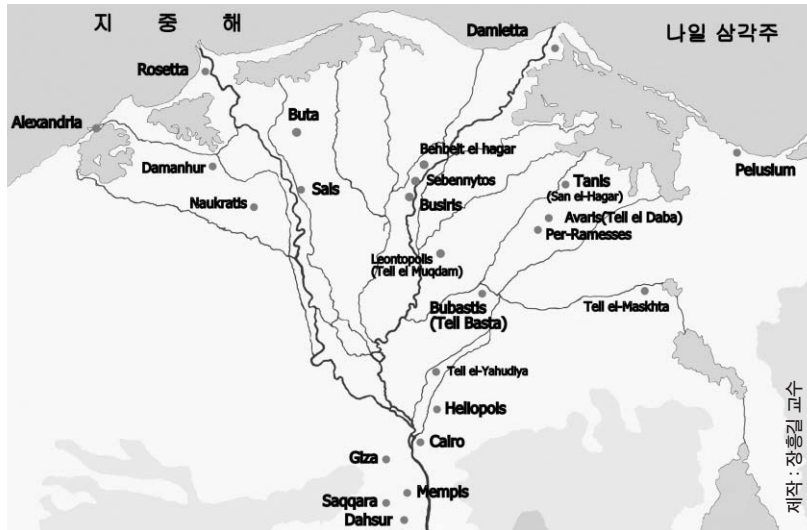 지 중 해
Damietta
나일 삼각주
Rosetta
Alexandria
Buta
Behbeit el hagar
Pelusium
Damanhur
Sais
Sebennytos
Tanis
(San el-Hagar)
Naukratis
Busiris
Avaris(Tell el Daba)
Per-Ramesses
Leontopolis
(Tell el Muqdam)
Bubastis
(Tell Basta)
Tell el-Maskhta
Tell el-Yahudiya
Heliopolis
Cairo
Giza
Mempis
Saqqara
Dahsur
제작 : 장흥길 교수